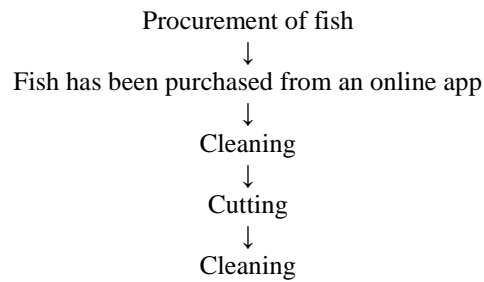 Procurement of fish
↓
Fish has been purchased from an online app
↓
Cleaning
↓
Cutting
↓
Cleaning